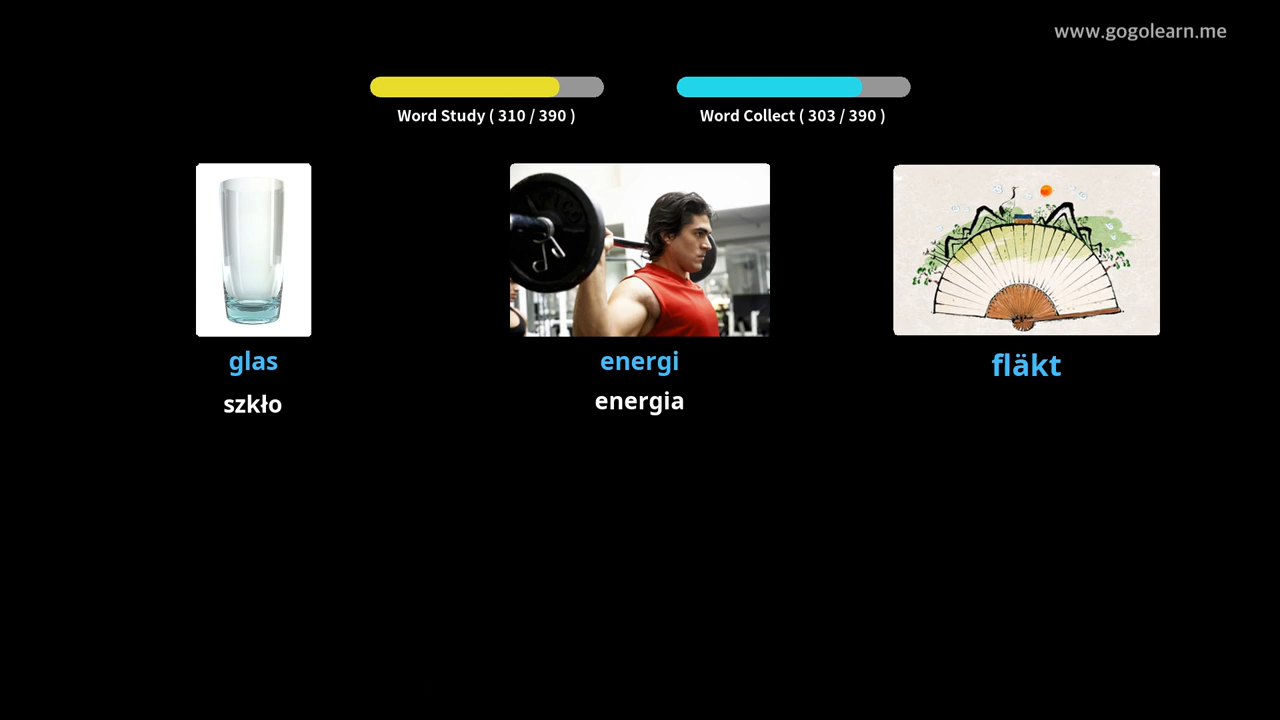 www.gogolearn.me
Word Study ( 310 / 390 )
Word Collect ( 303 / 390 )
glas
szkło
energi
energia
fläkt